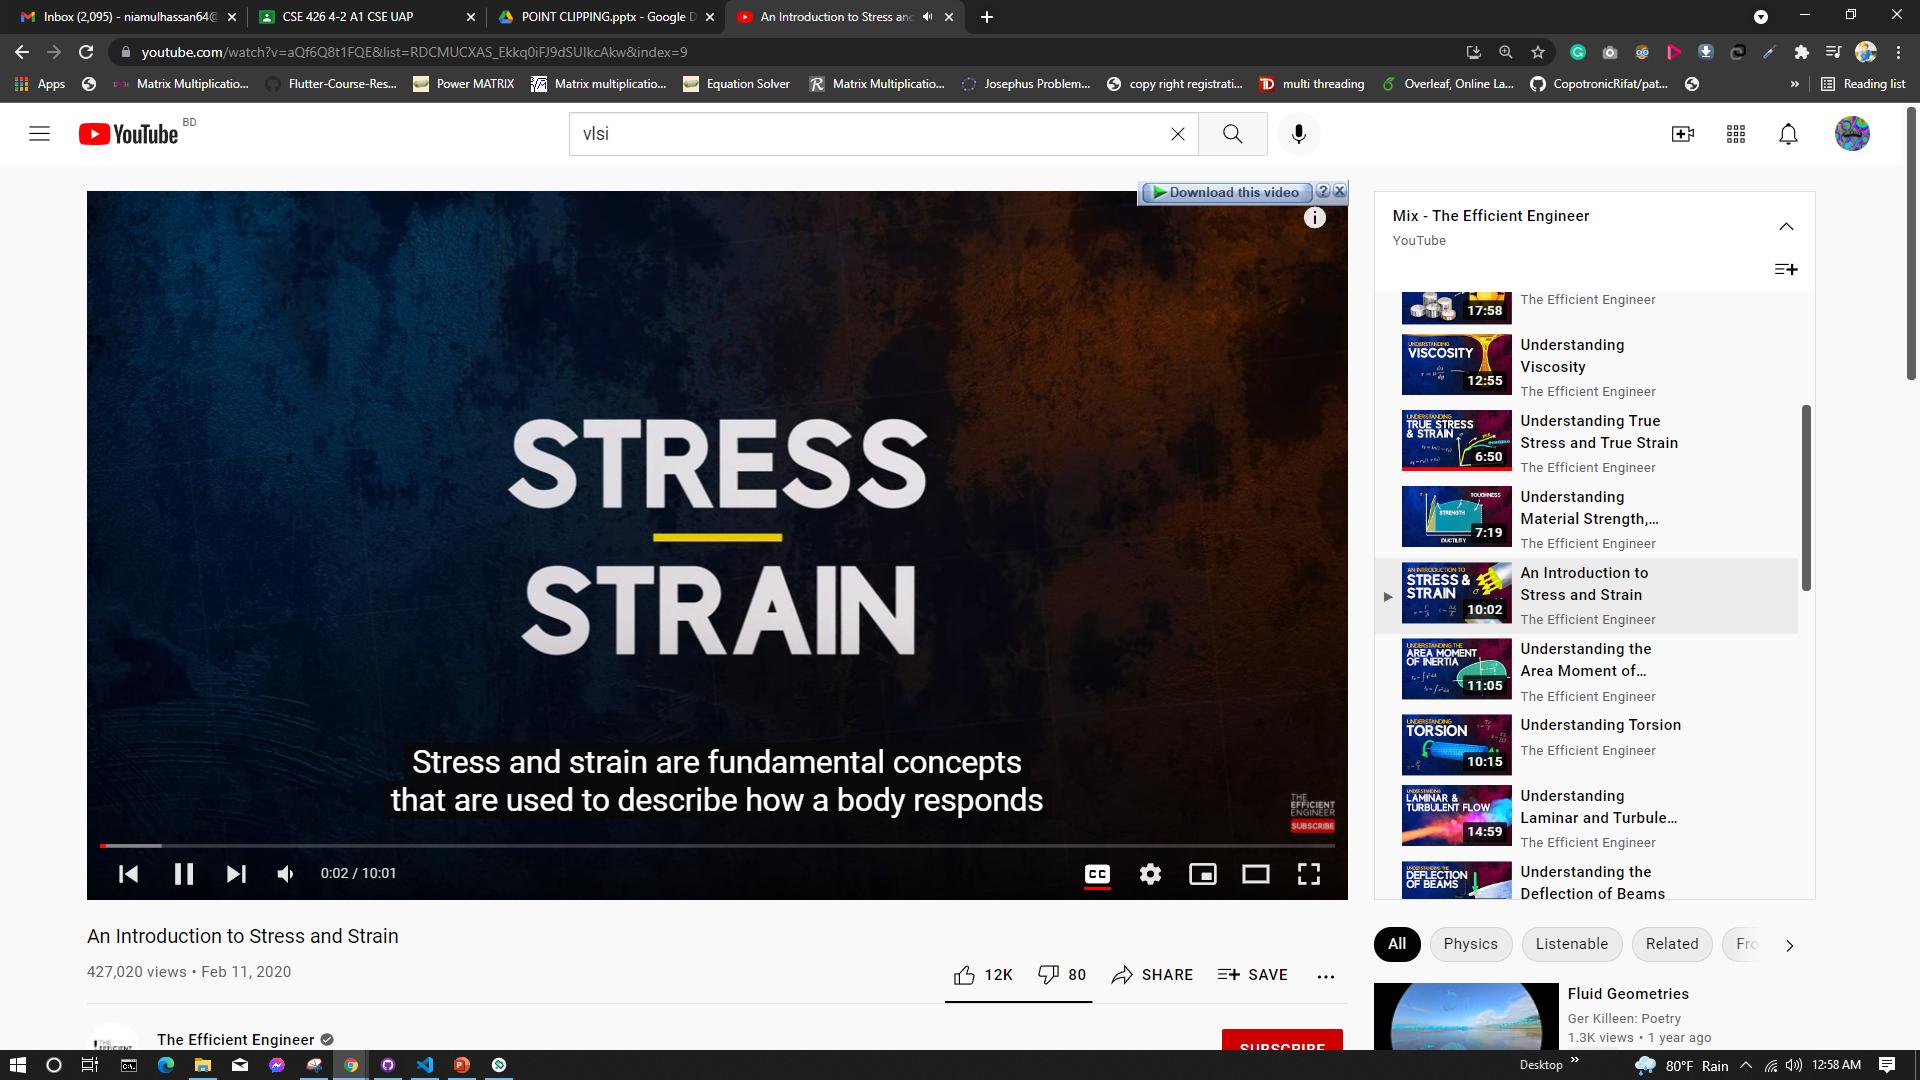 Inbox (2,095) - niamulhassan64@
CSE 426 4-2 A1 CSE UAP
POINT CLIPPING.pptx - Google D
An Introduction to Stress and
youtube.com/watch?v=aQf6Q8t1FQE&list=RDCMUCXAS_Ekkq0iFJ9dSUIkcAkw&index=9
Apps
Matrix Multiplicatio...
Flutter-Course-Res...
Power MATRIX
Matrix multiplicatio...
Equation Solver
Matrix Multiplicatio...
Josephus Problem...
copy right registrati...
multi threading
Overleaf, Online La...
CopotronicRifat/pat...
»
Reading list
YouTube BD
vlsi
Download this video
STRESS
STRAIN
Stress and strain are fundamental concepts
that are used to describe how a body responds
THE
EFFICIENT
ENGINEER
SUBSCRIBE
0:02 / 10:01
CC
An Introduction to Stress and Strain
427,020 views • Feb 11, 2020
12K
80
SHARE
SAVE
The Efficient Engineer
SUBSCRIBE
Mix - The Efficient Engineer
YouTube
17:58
The Efficient Engineer
UNDERSTANDING
VISCOSITY
12:55
Understanding
Viscosity
The Efficient Engineer
UNDERSTANDING
TRUE STRESS
& STRAIN
6:50
Understanding True
Stress and True Strain
The Efficient Engineer
TOUGHNESS
STRENGTH
DUCTILITY
7:19
Understanding
Material Strength,...
The Efficient Engineer
AN INTRODUCTION TO
STRESS &
STRAIN
10:02
An Introduction to
Stress and Strain
The Efficient Engineer
UNDERSTANDING THE
AREA MOMENT
OF INERTIA
11:05
Understanding the
Area Moment of...
The Efficient Engineer
UNDERSTANDING
TORSION
10:15
Understanding Torsion
The Efficient Engineer
UNDERSTANDING
LAMINAR &
TURBULENT FLOW
14:59
Understanding
Laminar and Turbule...
The Efficient Engineer
UNDERSTANDING THE
DEFLECTION
OF BEAMS
Understanding the
Deflection of Beams
All
Physics
Listenable
Related
Fro
Fluid Geometries
Ger Killeen: Poetry
1.3K views • 1 year ago
Desktop
»
80°F Rain
12:58 AM